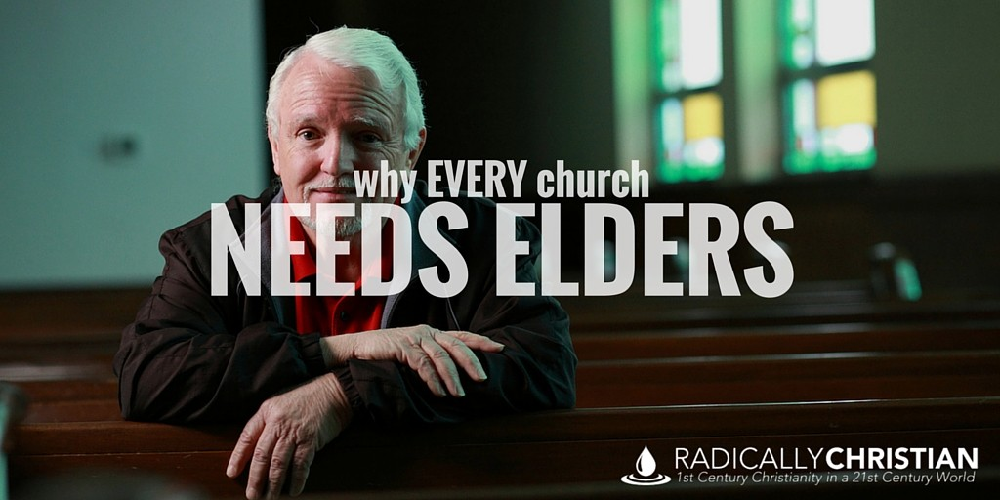 why EVERY church
NEEDS ELDERS
RADICALLYCHRISTIAN
1st Century Christianity in a 21st Century World